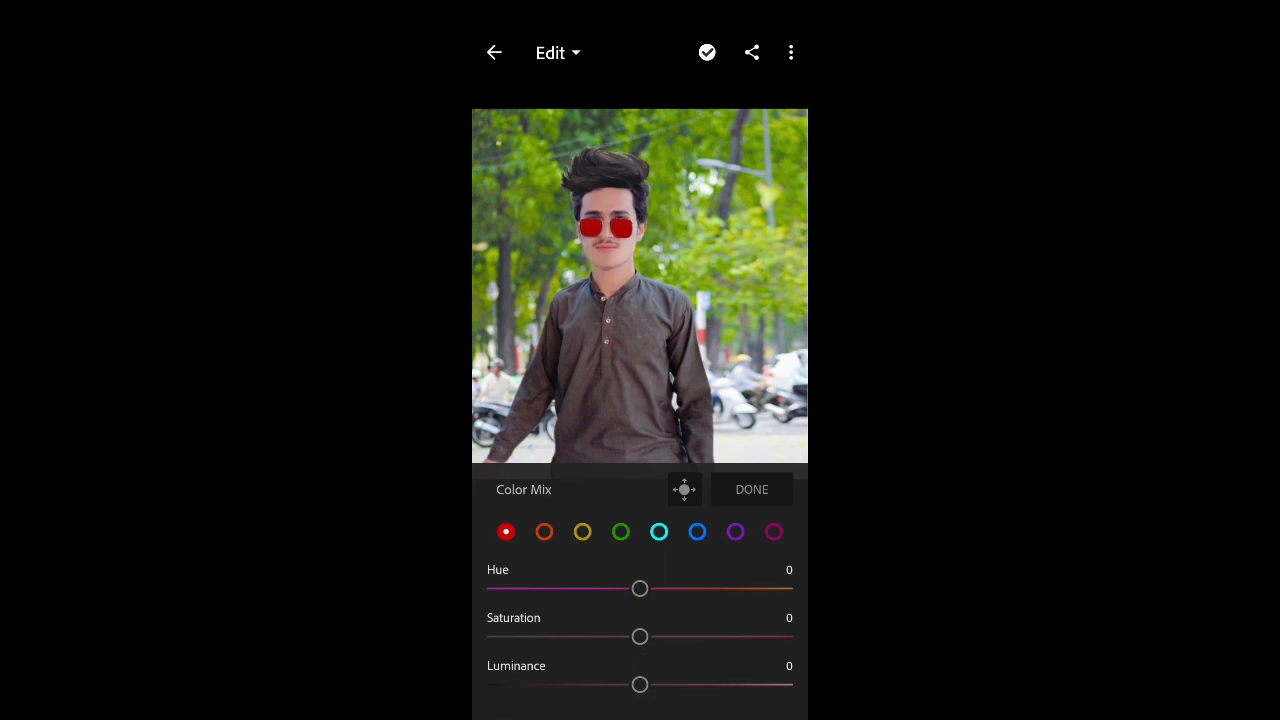 Edit
Color Mix
DONE
Hue 0
Saturation 0
Luminance 0